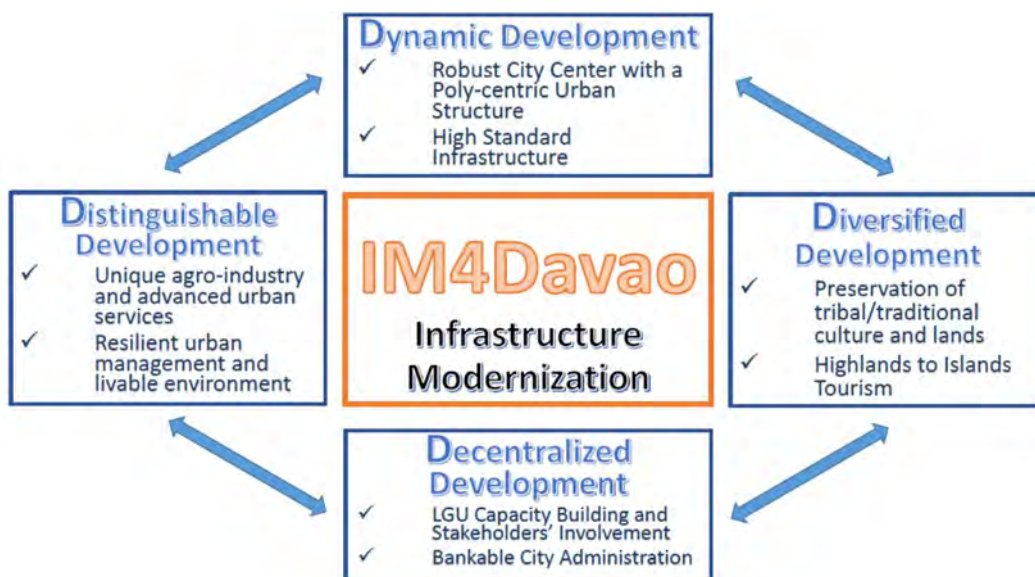 Dynamic Development
✓ Robust City Center with a
Poly-centric Urban
Structure
✓ High Standard
Infrastructure
Distinguishable
Development
✓ Unique agro-industry
and advanced urban
services
✓ Resilient urban
management and
livable environment
IM4Davao
Infrastructure
Modernization
Diversified
Development
✓ Preservation of
tribal/traditional
culture and lands
✓ Highlands to Islands
Tourism
Decentralized
Development
✓ LGU Capacity Building and
Stakeholders' Involvement
✓ Bankable City Administration